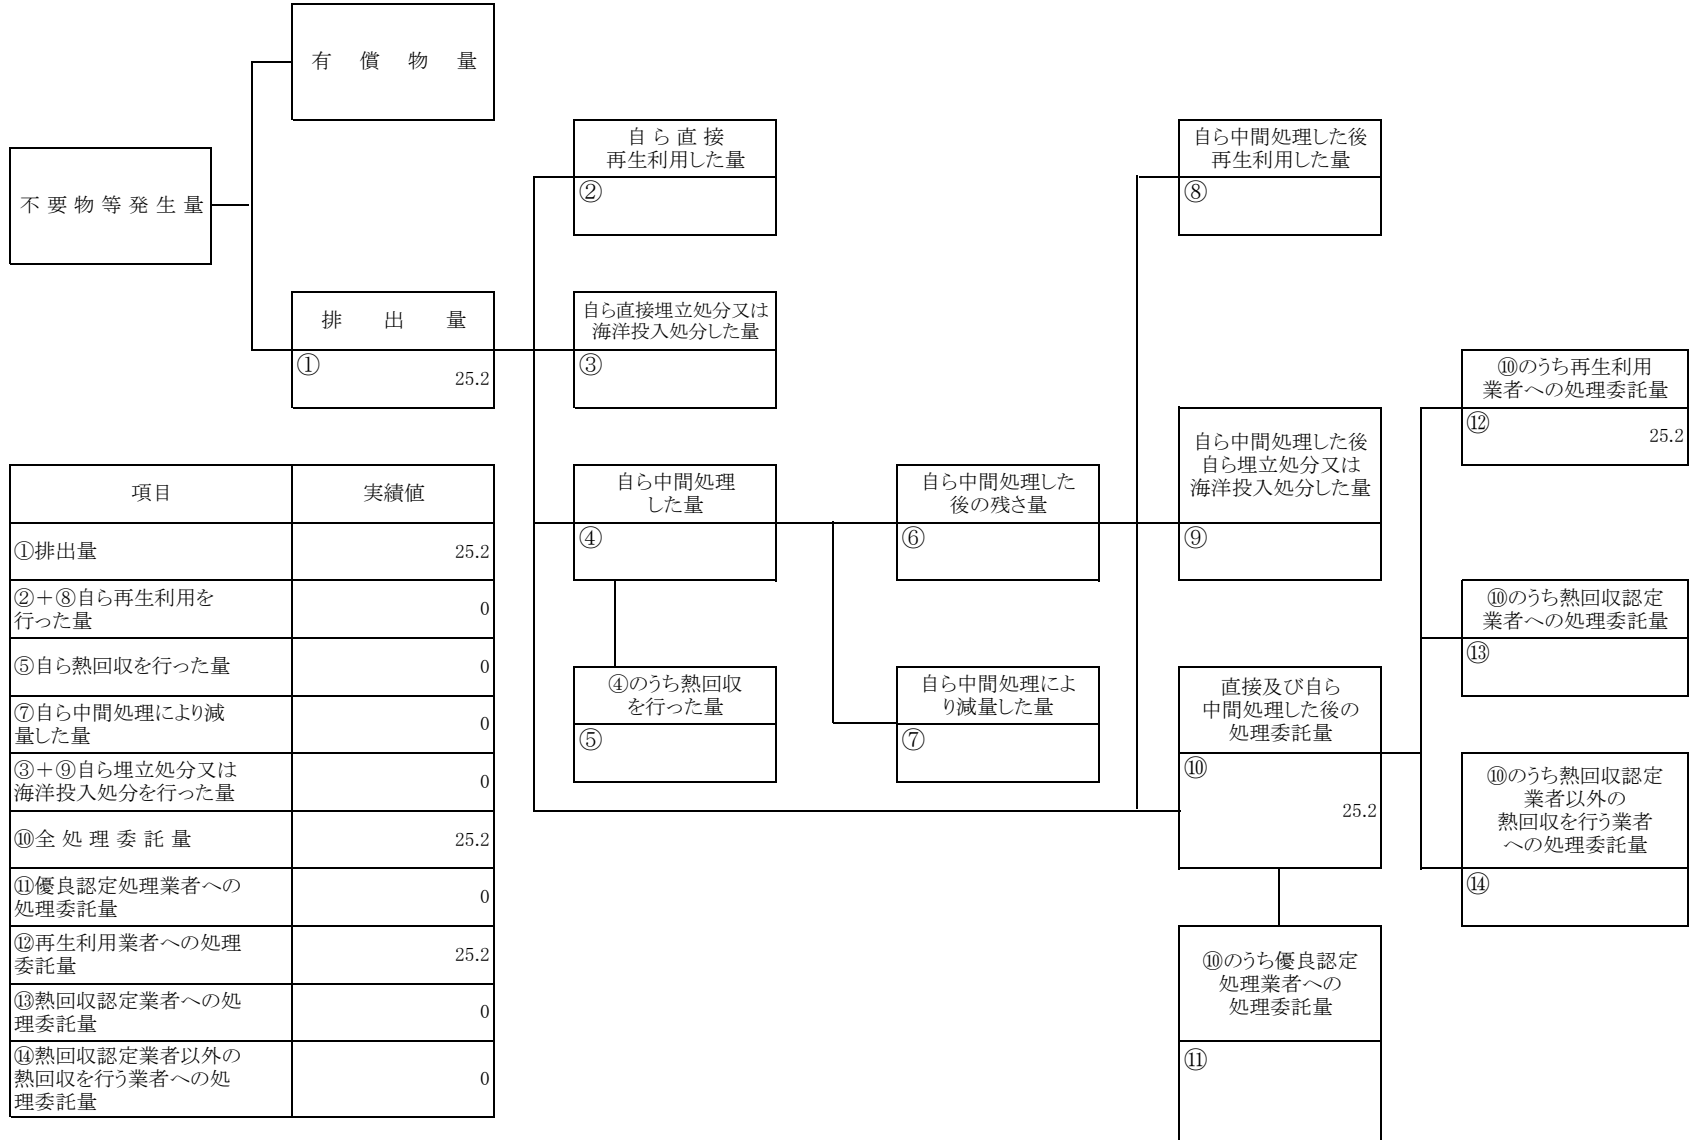 有償物量
不要物等発生量
排出量
①
25.2
自ら直接
再生利用した量
②
自ら直接埋立処分又は
海洋投入処分した量
③
自ら中間処理
した量
④
④のうち熱回収
を行った量
⑤
自ら中間処理した
後の残さ量
⑥
自ら中間処理によ
り減量した量
⑦
自ら中間処理した後
再生利用した量
⑧
自ら中間処理した後
自ら埋立処分又は
海洋投入処分した量
⑨
直接及び自ら
中間処理した後の
処理委託量
⑩
25.2
⑩のうち優良認定
処理業者への
処理委託量
⑪
⑩のうち再生利用
業者への処理委託量
⑫
25.2
⑩のうち熱回収認定
業者への処理委託量
⑬
⑩のうち熱回収認定
業者以外の
熱回収を行う業者
への処理委託量
⑭
項目 実績値
①排出量 25.2
②+⑧自ら再生利用を
行った量 0
⑤自ら熱回収を行った量 0
⑦自ら中間処理により減
量した量 0
③+⑨自ら埋立処分又は
海洋投入処分を行った量 0
⑩全処理委託量 25.2
⑪優良認定処理業者への
処理委託量 0
⑫再生利用業者への処理
委託量 25.2
⑬熱回収認定業者への処
理委託量 0
⑭熱回収認定業者以外の
熱回収を行う業者への処
理委託量 0